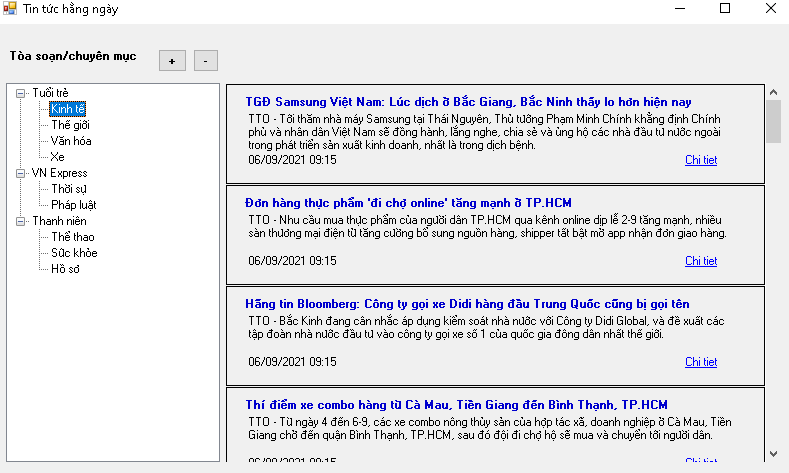 Tin tức hằng ngày
Tòa soạn/chuyên mục
+
-
Tuổi trẻ
Kinh tế
Thế giới
Văn hóa
Xe
VN Express
Thời sự
Pháp luật
Thanh niên
Thể thao
Sức khỏe
Hồ sơ
TGĐ Samsung Việt Nam: Lúc dịch ở Bắc Giang, Bắc Ninh thấy lo hơn hiện nay
TTO - Tới thăm nhà máy Samsung tại Thái Nguyên, Thủ tướng Phạm Minh Chính khẳng định Chính
phủ và nhân dân Việt Nam sẽ đồng hành, lắng nghe, chia sẻ và ủng hộ các nhà đầu tư nước ngoài
trong phát triển sản xuất kinh doanh, nhất là trong dịch bệnh.
06/09/2021 09:15
Chi tiet
Đơn hàng thực phẩm 'đi chợ online' tăng mạnh ở TP.HCM
TTO - Nhu cầu mua thực phẩm của người dân TP.HCM qua kênh online dịp lễ 2-9 tăng mạnh, nhiều
sàn thương mại điện tử tăng cường bổ sung nguồn hàng, shipper tất bật mở app nhận đơn giao hàng.
06/09/2021 09:15
Chi tiet
Hãng tin Bloomberg: Công ty gọi xe Didi hàng đầu Trung Quốc cũng bị gọi tên
TTO - Bắc Kinh đang cân nhắc áp dụng kiểm soát nhà nước với Công ty Didi Global, và đề xuất các
tập đoàn nhà nước đầu tư vào công ty gọi xe số 1 của quốc gia đông dân nhất thế giới.
06/09/2021 09:15
Chi tiet
Thí điểm xe combo hàng từ Cà Mau, Tiền Giang đến Bình Thạnh, TP.HCM
TTO - Từ ngày 4 đến 6-9, các xe combo nông thủy sản của hợp tác xã, doanh nghiệp ở Cà Mau, Tiền
Giang chở đến quận Bình Thạnh, TP.HCM, sau đó đội đi chợ hộ sẽ mua và chuyển tới người dân.
06/09/2021 09:15
Chi tiet